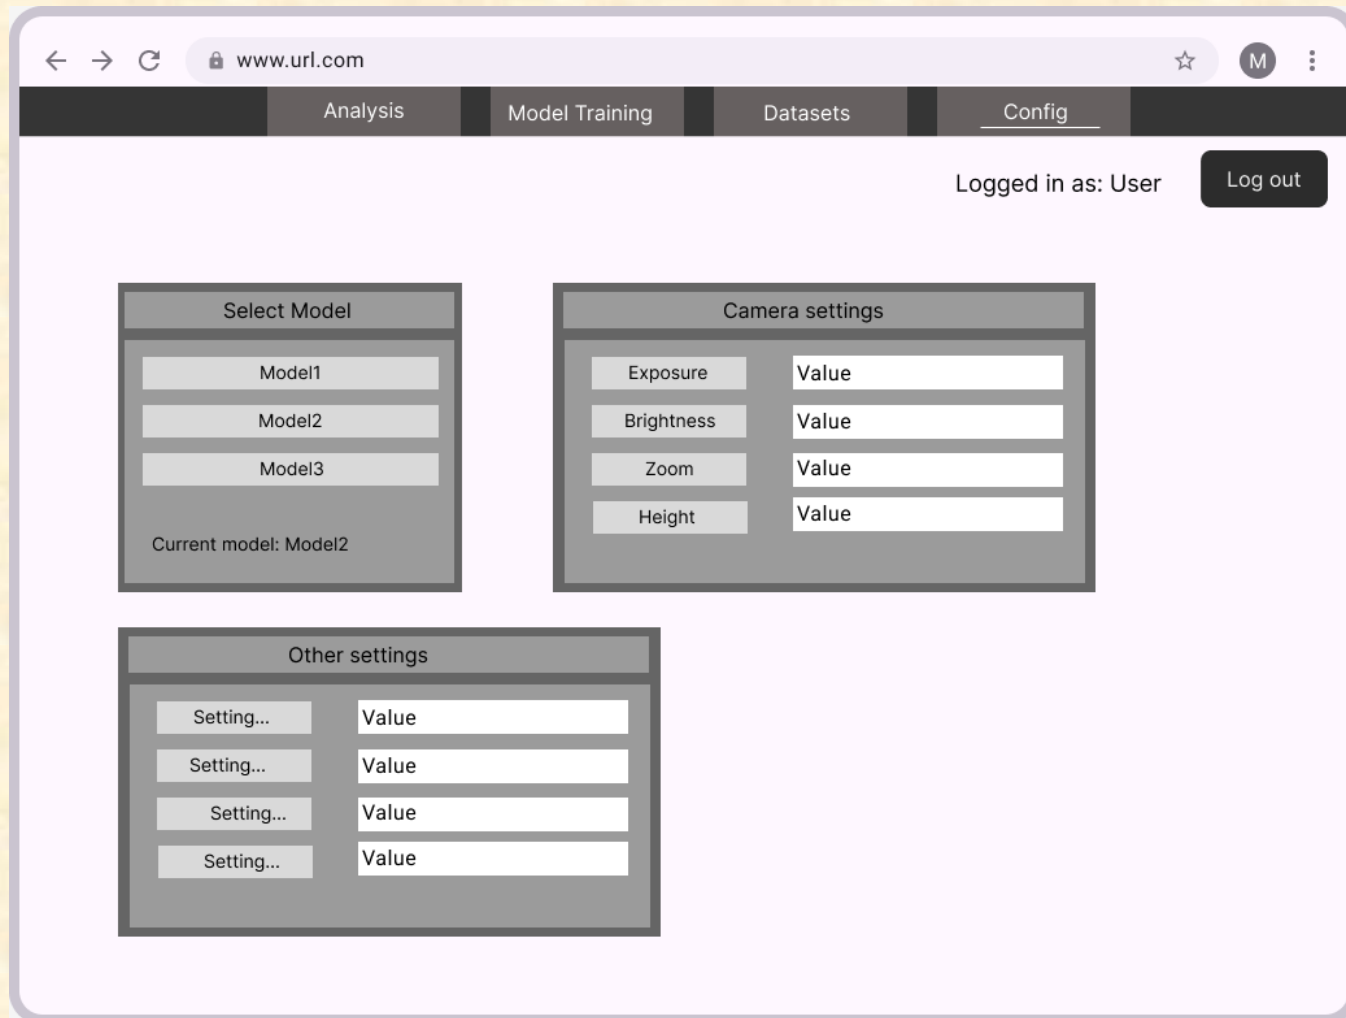 www.url.com
M
Analysis
Model Training
Datasets
Config
Logged in as: User
Log out
Select Model
Model1
Model2
Model3
Current model: Model2
Camera settings
Exposure
Value
Brightness
Value
Zoom
Value
Height
Value
Other settings
Setting...
Value
Setting...
Value
Setting...
Value
Setting...
Value